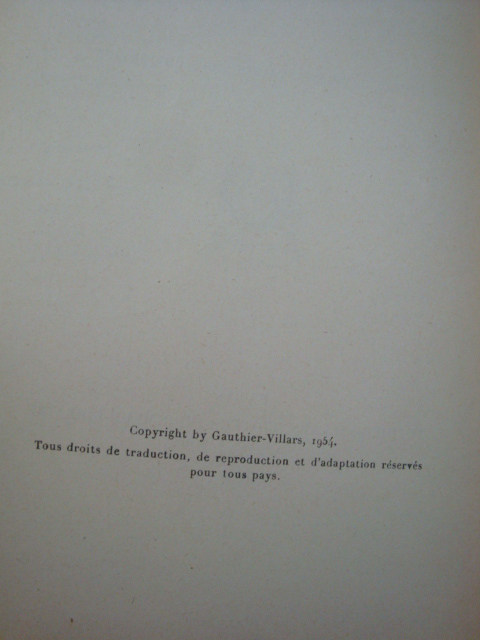 Copyright by Gauthier-Villars, 1954.
Tous droits de traduction, de reproduction et d'adaptation réservés
pour tous pays.